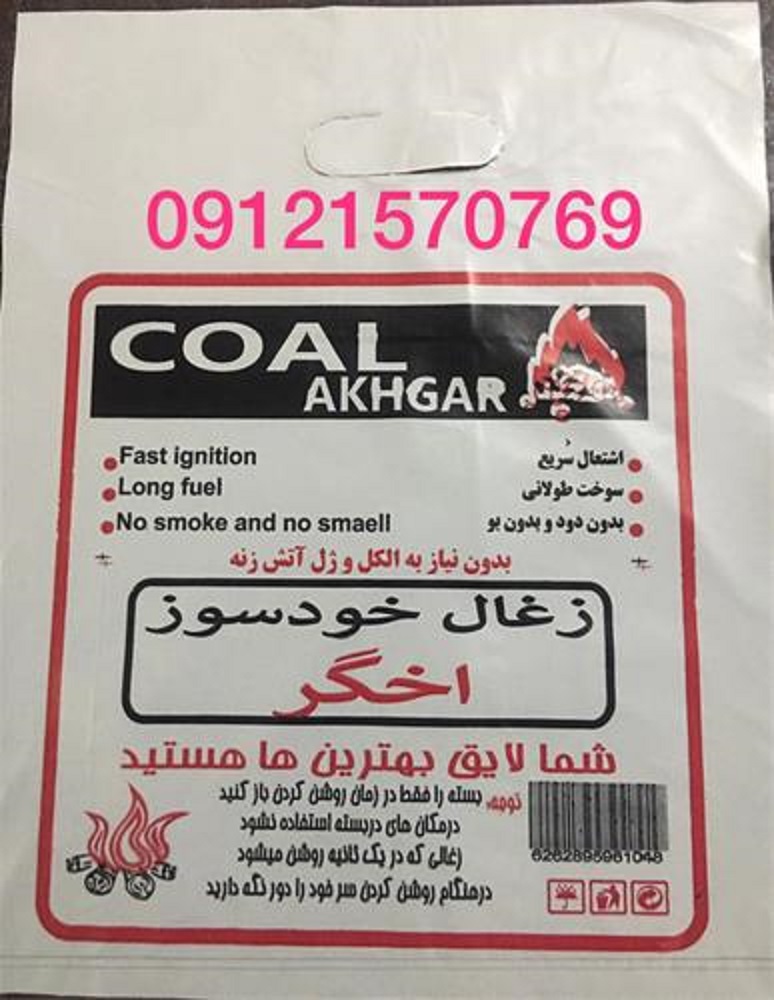 09121570769
COAL
AKHGAR
Fast ignition
Long fuel
No smoke and no smaell
اشتعال سریع
سوخت طولانی
بدون دود و بدون بو
بدون نیاز به الکل و ژل آتش زنه
زغال خودسوز
اخگر
شما لایق بهترین ها هستید
توجه: بسته را فقط در زمان روشن کردن باز کنید
درمکان های دربسته استفاده نشود
زغالی که در یک ثانیه روشن میشود
درهنگام روشن کردن سر خود را دور نگه دارید
6262895961048